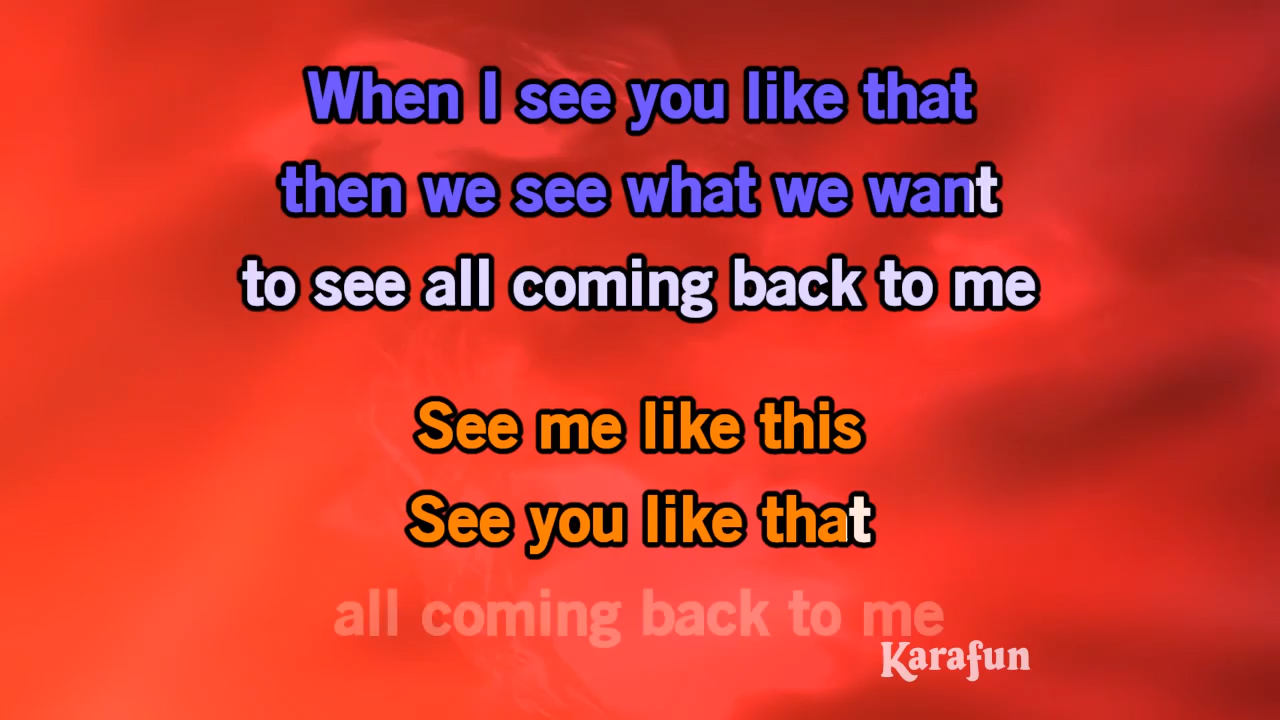 When I see you like that
then we see what we want
to see all coming back to me
See me like this
See you like that
all coming back to me
Karafun